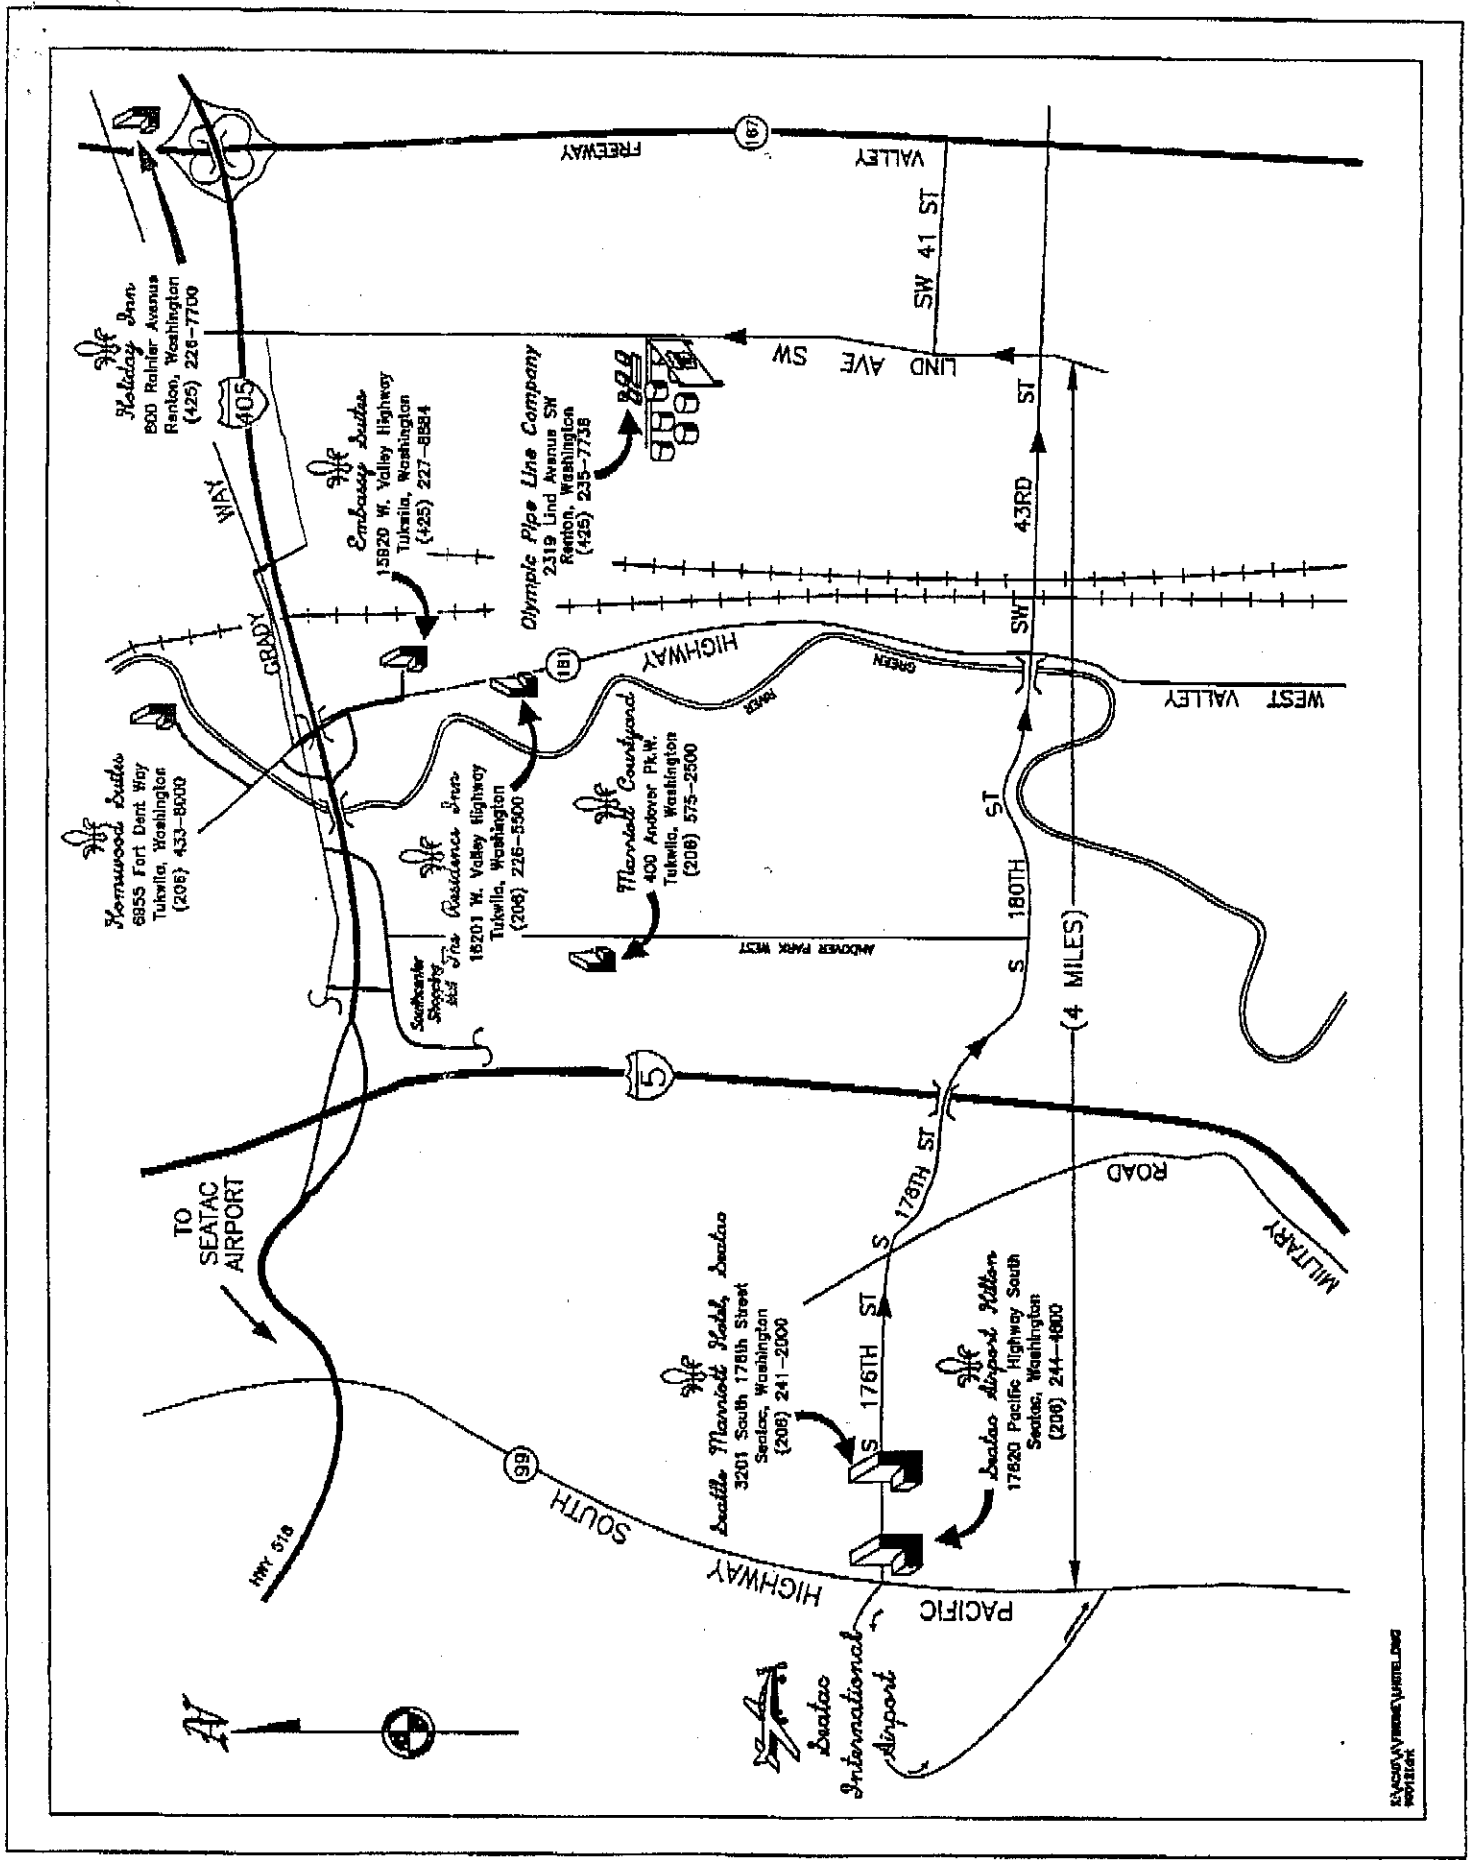 Holiday Inn
800 Rainier Avenue
Renton, Washington
(425) 226-7700
Homwood Suites
6955 Fort Dent Way
Tukwila, Washington
(206) 433-8000
Embassy Suites
15820 W. Valley Highway
Tukwila, Washington
(425) 227-8884
The Residence Inn
16201 W. Valley Highway
Tukwila, Washington
(206) 226-5500
Olympic Pipe Line Company
2319 Lind Avenue SW
Renton, Washington
(425) 235-7738
Marriott Courtyard
400 Andover Pk.W.
Tukwila, Washington
(206) 575-2500
Seattle Marriott Hotel, Seatac
3201 South 176th Street
Seatac, Washington
(206) 241-2000
Seatac Airport Hilton
17620 Pacific Highway South
Seatac, Washington
(206) 244-4800
Seatac
International
Airport
TO
SEATAC
AIRPORT
HWY 518
Southcenter
Shopping
405
GRADY WAY
VALLEY FREEWAY
167
SW 41 ST
LIND AVE SW
SW 43RD ST
181
WEST VALLEY HIGHWAY
GREEN RIVER
ANDOVER PARK WEST
S 180TH ST
(4 MILES)
5
S 178TH ST
MILITARY ROAD
S 176TH ST
99
PACIFIC HIGHWAY SOUTH
N